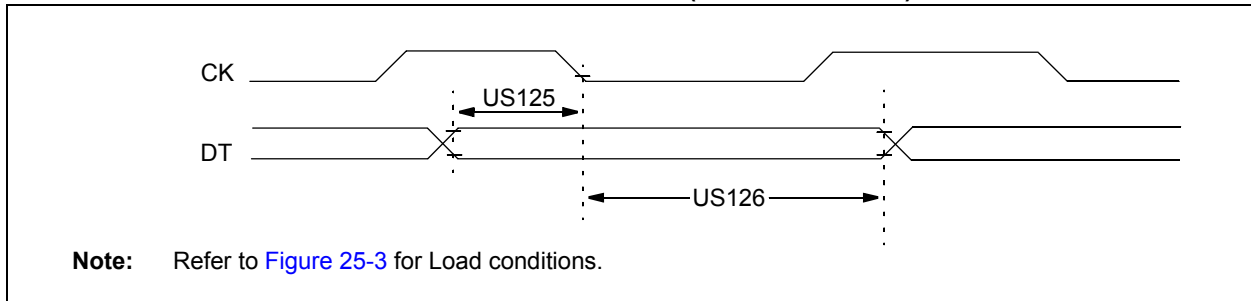 CK
US125
DT
US126
Note: Refer to Figure 25-3 for Load conditions.